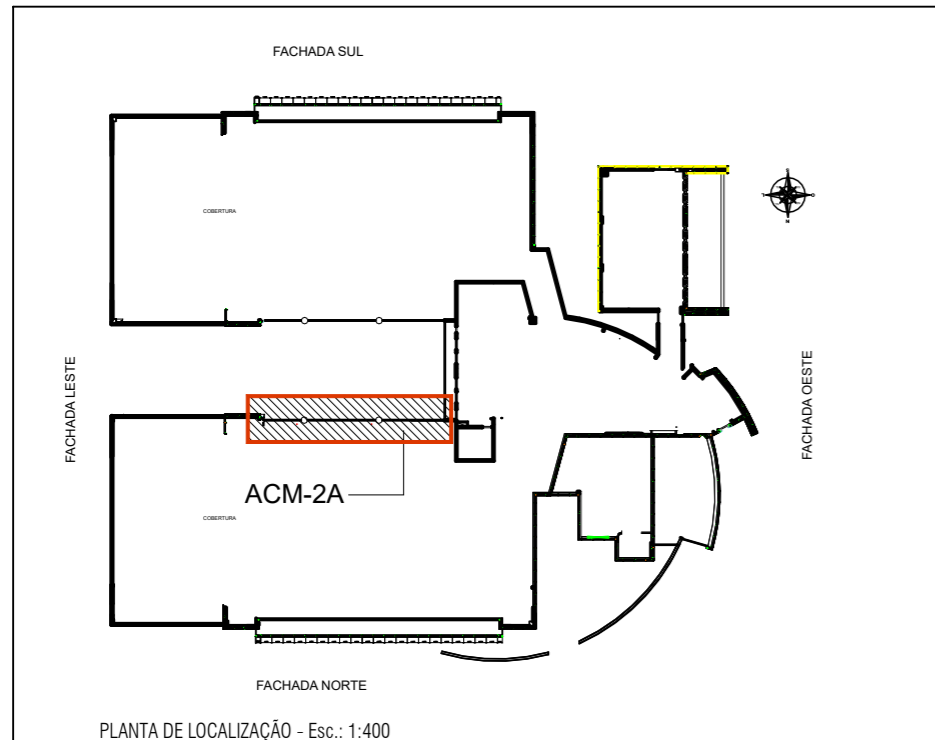 FACHADA SUL
COBERTURA
FACHADA LESTE
FACHADA OESTE
ACM-2A
COBERTURA
FACHADA NORTE
PLANTA DE LOCALIZAÇÃO - Esc.: 1:400